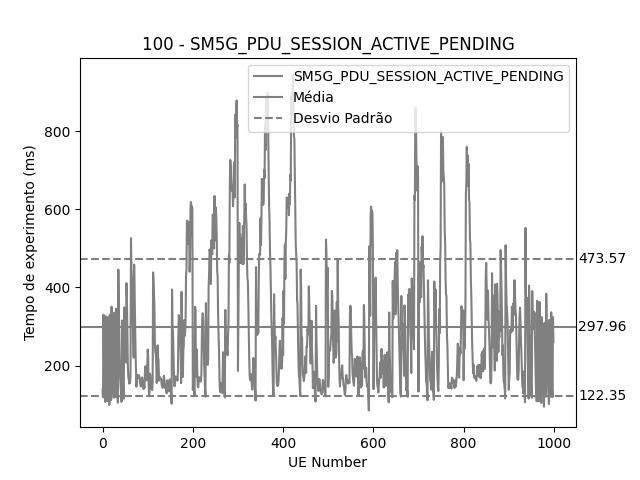 100 - SM5G_PDU_SESSION_ACTIVE_PENDING
SM5G_PDU_SESSION_ACTIVE_PENDING
Média
Desvio Padrão
Tempo de experimento (ms)
800
600
400
200
473.57
297.96
122.35
0 200 400 600 800 1000
UE Number